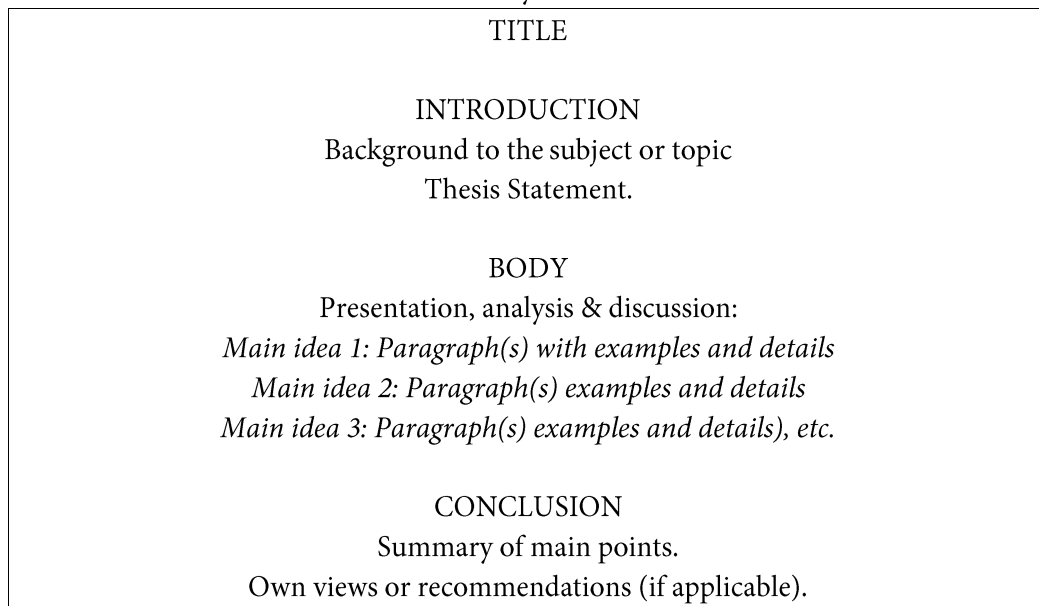 TITLE
INTRODUCTION
Background to the subject or topic
Thesis Statement.
BODY
Presentation, analysis & discussion:
Main idea 1: Paragraph(s) with examples and details
Main idea 2: Paragraph(s) examples and details
Main idea 3: Paragraph(s) examples and details), etc.
CONCLUSION
Summary of main points.
Own views or recommendations (if applicable).